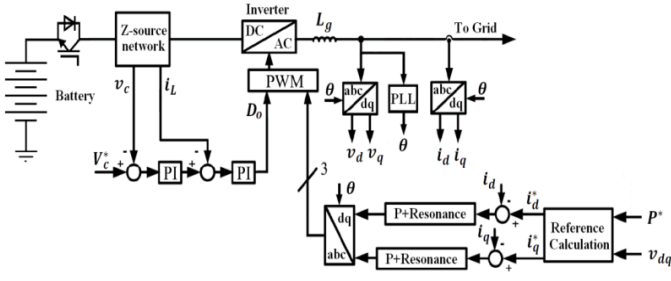 Inverter
Z-source
network
DC
AC
L_g
To Grid
v_c
i_L
Battery
PWM
D_o
θ
abc
dq
PLL
abc
dq
θ
v_d v_q
θ
i_d i_q
V_c^*
+
-
PI
+
-
PI
3
θ
dq
abc
P+Resonance
i_d
-
+
i_d^*
P+Resonance
i_q
-
+
i_q^*
Reference
Calculation
P^*
v_dq